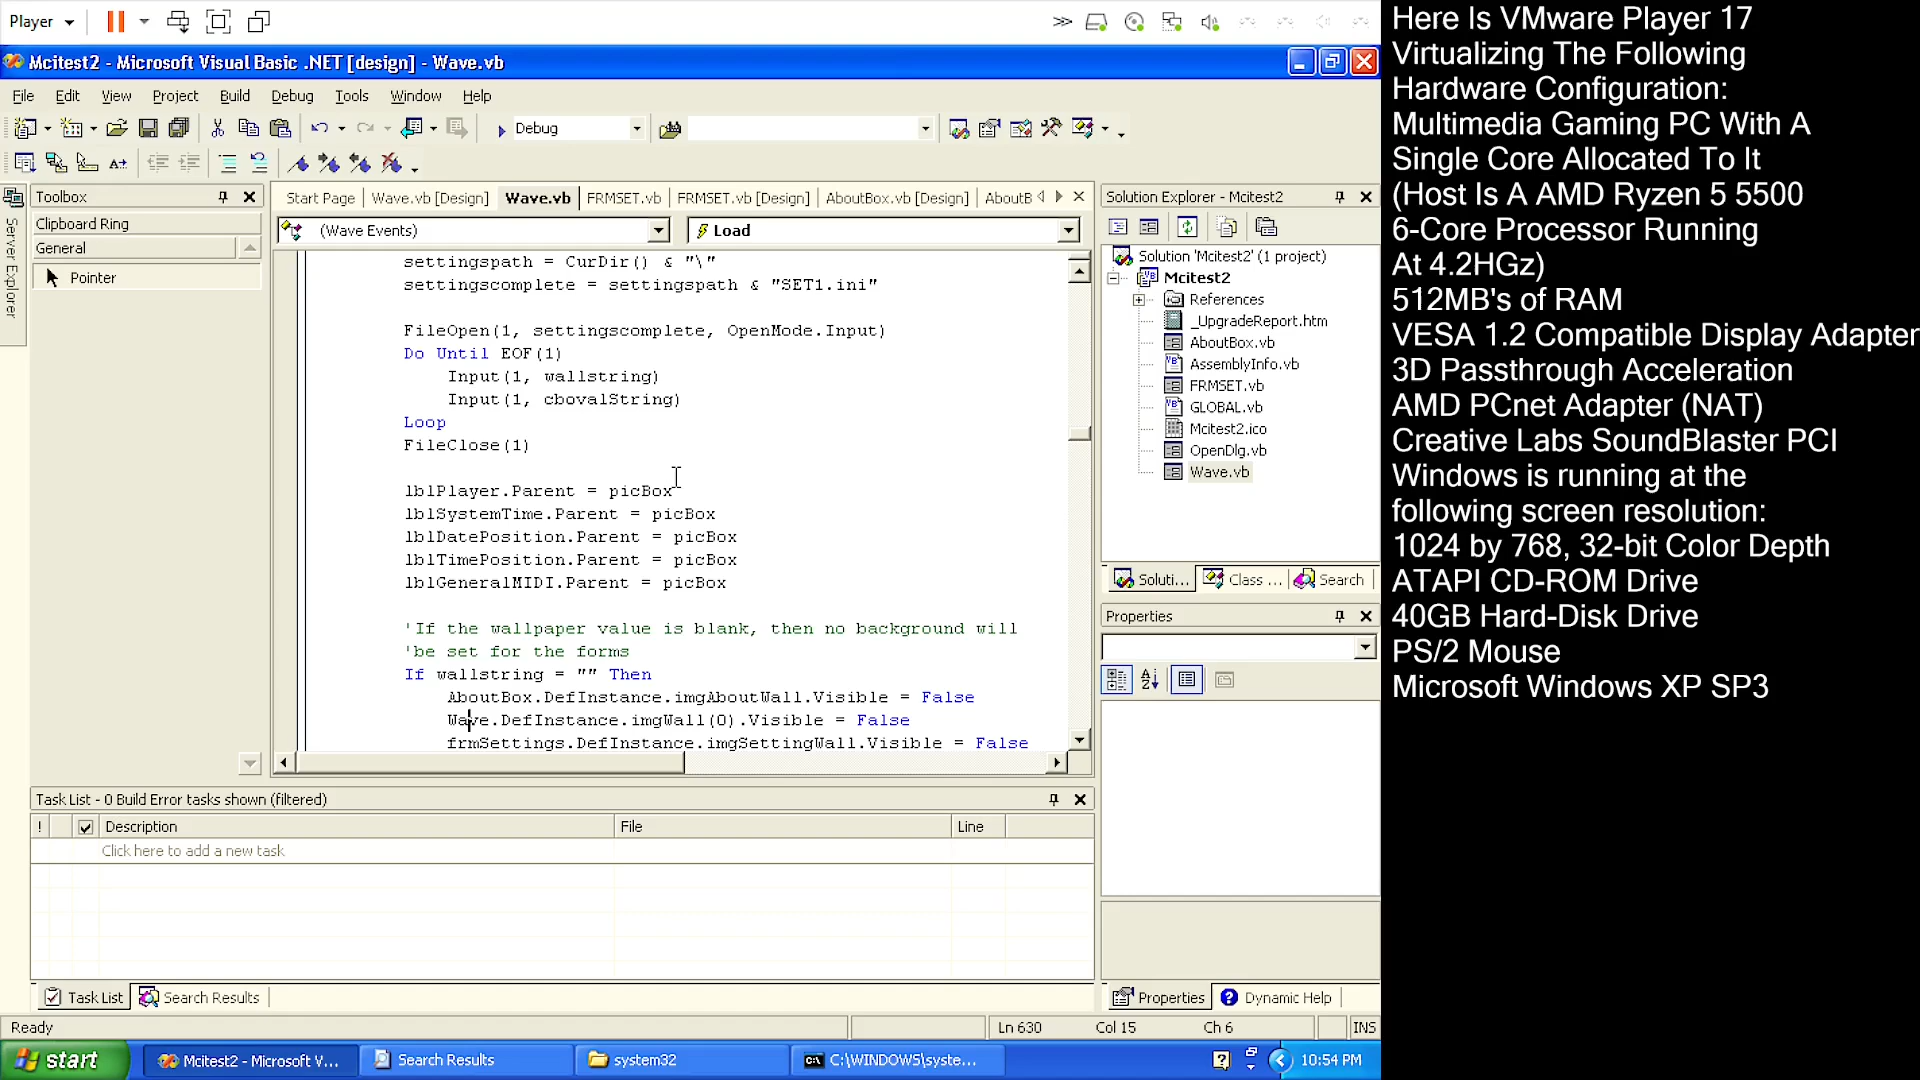 Player
Mcitest2 - Microsoft Visual Basic .NET [design] - Wave.vb
File Edit View Project Build Debug Tools Window Help
Debug
Server Explorer
Toolbox
Clipboard Ring
General
Pointer
Start Page Wave.vb [Design] Wave.vb FRMSET.vb FRMSET.vb [Design] AboutBox.vb [Design] AboutB
(Wave Events) Load
settingspath = CurDir() & "\"
settingscomplete = settingspath & "SET1.ini"
FileOpen(1, settingscomplete, OpenMode.Input)
Do Until EOF(1)
Input(1, wallstring)
Input(1, cbovalString)
Loop
FileClose(1)
lblPlayer.Parent = picBox
lblSystemTime.Parent = picBox
lblDatePosition.Parent = picBox
lblTimePosition.Parent = picBox
lblGeneralMIDI.Parent = picBox
'If the wallpaper value is blank, then no background will
'be set for the forms
If wallstring = "" Then
AboutBox.DefInstance.imgAboutWall.Visible = False
Wave.DefInstance.imgWall(0).Visible = False
frmSettings.DefInstance.imgSettingWall.Visible = False
Solution Explorer - Mcitest2
Solution 'Mcitest2' (1 project)
Mcitest2
References
_UpgradeReport.htm
AboutBox.vb
AssemblyInfo.vb
FRMSET.vb
GLOBAL.vb
Mcitest2.ico
OpenDlg.vb
Wave.vb
Soluti... Class ... Search
Properties
Task List - 0 Build Error tasks shown (filtered)
! Description File Line
Click here to add a new task
Task List Search Results
Properties Dynamic Help
Ready Ln 630 Col 15 Ch 6 INS
start Mcitest2 - Microsoft V... Search Results system32 C:\WINDOWS\syste... 10:54 PM
Here Is VMware Player 17
Virtualizing The Following
Hardware Configuration:
Multimedia Gaming PC With A
Single Core Allocated To It
(Host Is A AMD Ryzen 5 5500
6-Core Processor Running
At 4.2HGz)
512MB's of RAM
VESA 1.2 Compatible Display Adapter
3D Passthrough Acceleration
AMD PCnet Adapter (NAT)
Creative Labs SoundBlaster PCI
Windows is running at the
following screen resolution:
1024 by 768, 32-bit Color Depth
ATAPI CD-ROM Drive
40GB Hard-Disk Drive
PS/2 Mouse
Microsoft Windows XP SP3